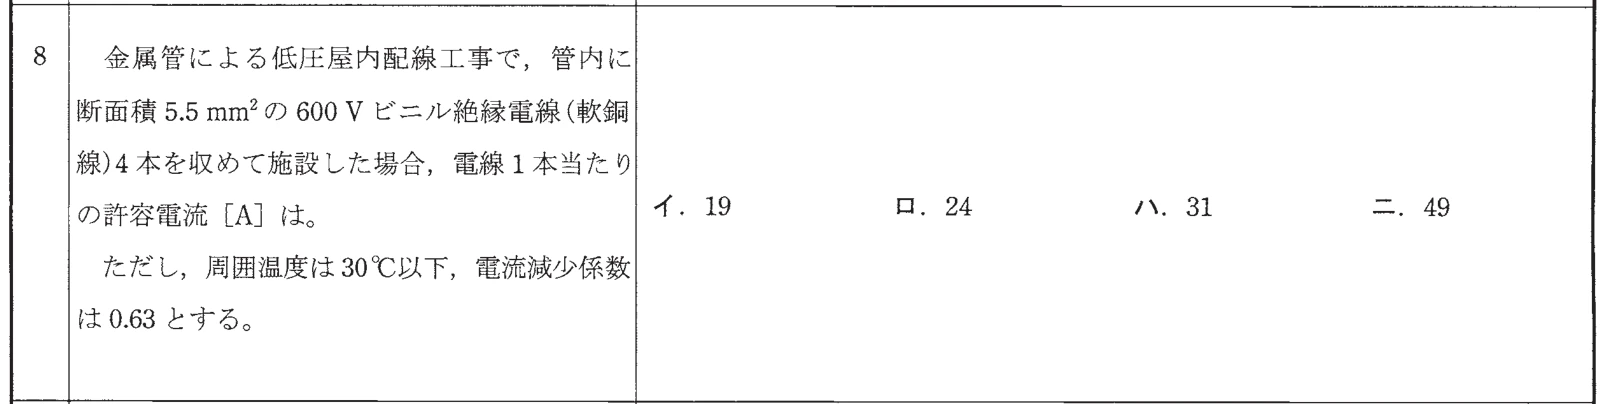 8
金属管による低圧屋内配線工事で，管内に
断面積 5.5 mm²の 600 V ビニル絶縁電線（軟銅
線）4 本を収めて施設した場合，電線 1 本当たり
の許容電流［A］は。
ただし，周囲温度は 30 ℃以下，電流減少係数
は 0.63 とする。
イ．19　ロ．24　ハ．31　ニ．49